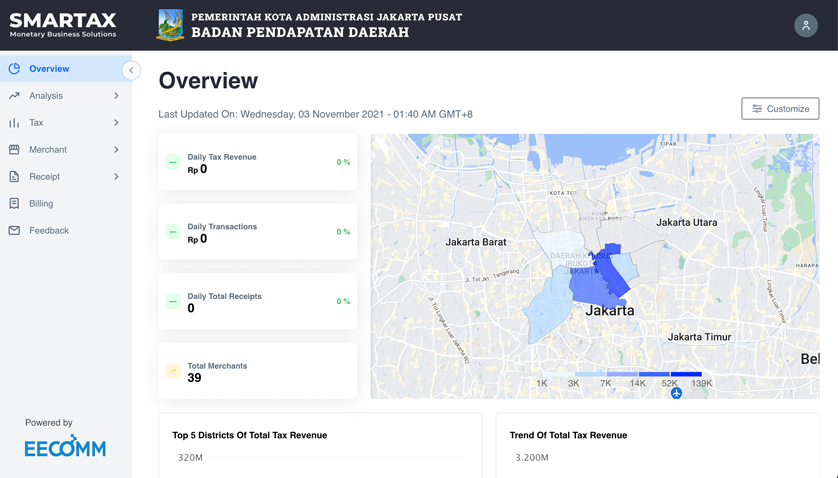 SMARTAX
Monetary Business Solutions
PEMERINTAH KOTA ADMINISTRASI JAKARTA PUSAT
BADAN PENDAPATAN DAERAH
Overview
Analysis
Tax
Merchant
Receipt
Billing
Feedback
Powered by
EECOMM
Overview
Last Updated On: Wednesday, 03 November 2021 - 01:40 AM GMT+8
Customize
Daily Tax Revenue
Rp 0
0 %
Daily Transactions
Rp 0
0 %
Daily Total Receipts
0
0 %
Total Merchants
39
TIPAR
KOTA TUA
Jakarta Utara
Jakarta Barat
DAERAH KHUSUS
IBUKOTA
JAKARTA
HARAPA
Jl. Tol Jkt - Tangerang
Jl. Tol Lingkar Luar Jakarta W2
Lingkar Luar Timur
Jakarta
Jakarta Timur
Bek
1K 3K 7K 14K 52K 139K
Top 5 Districts Of Total Tax Revenue
320M
Trend Of Total Tax Revenue
3.200M